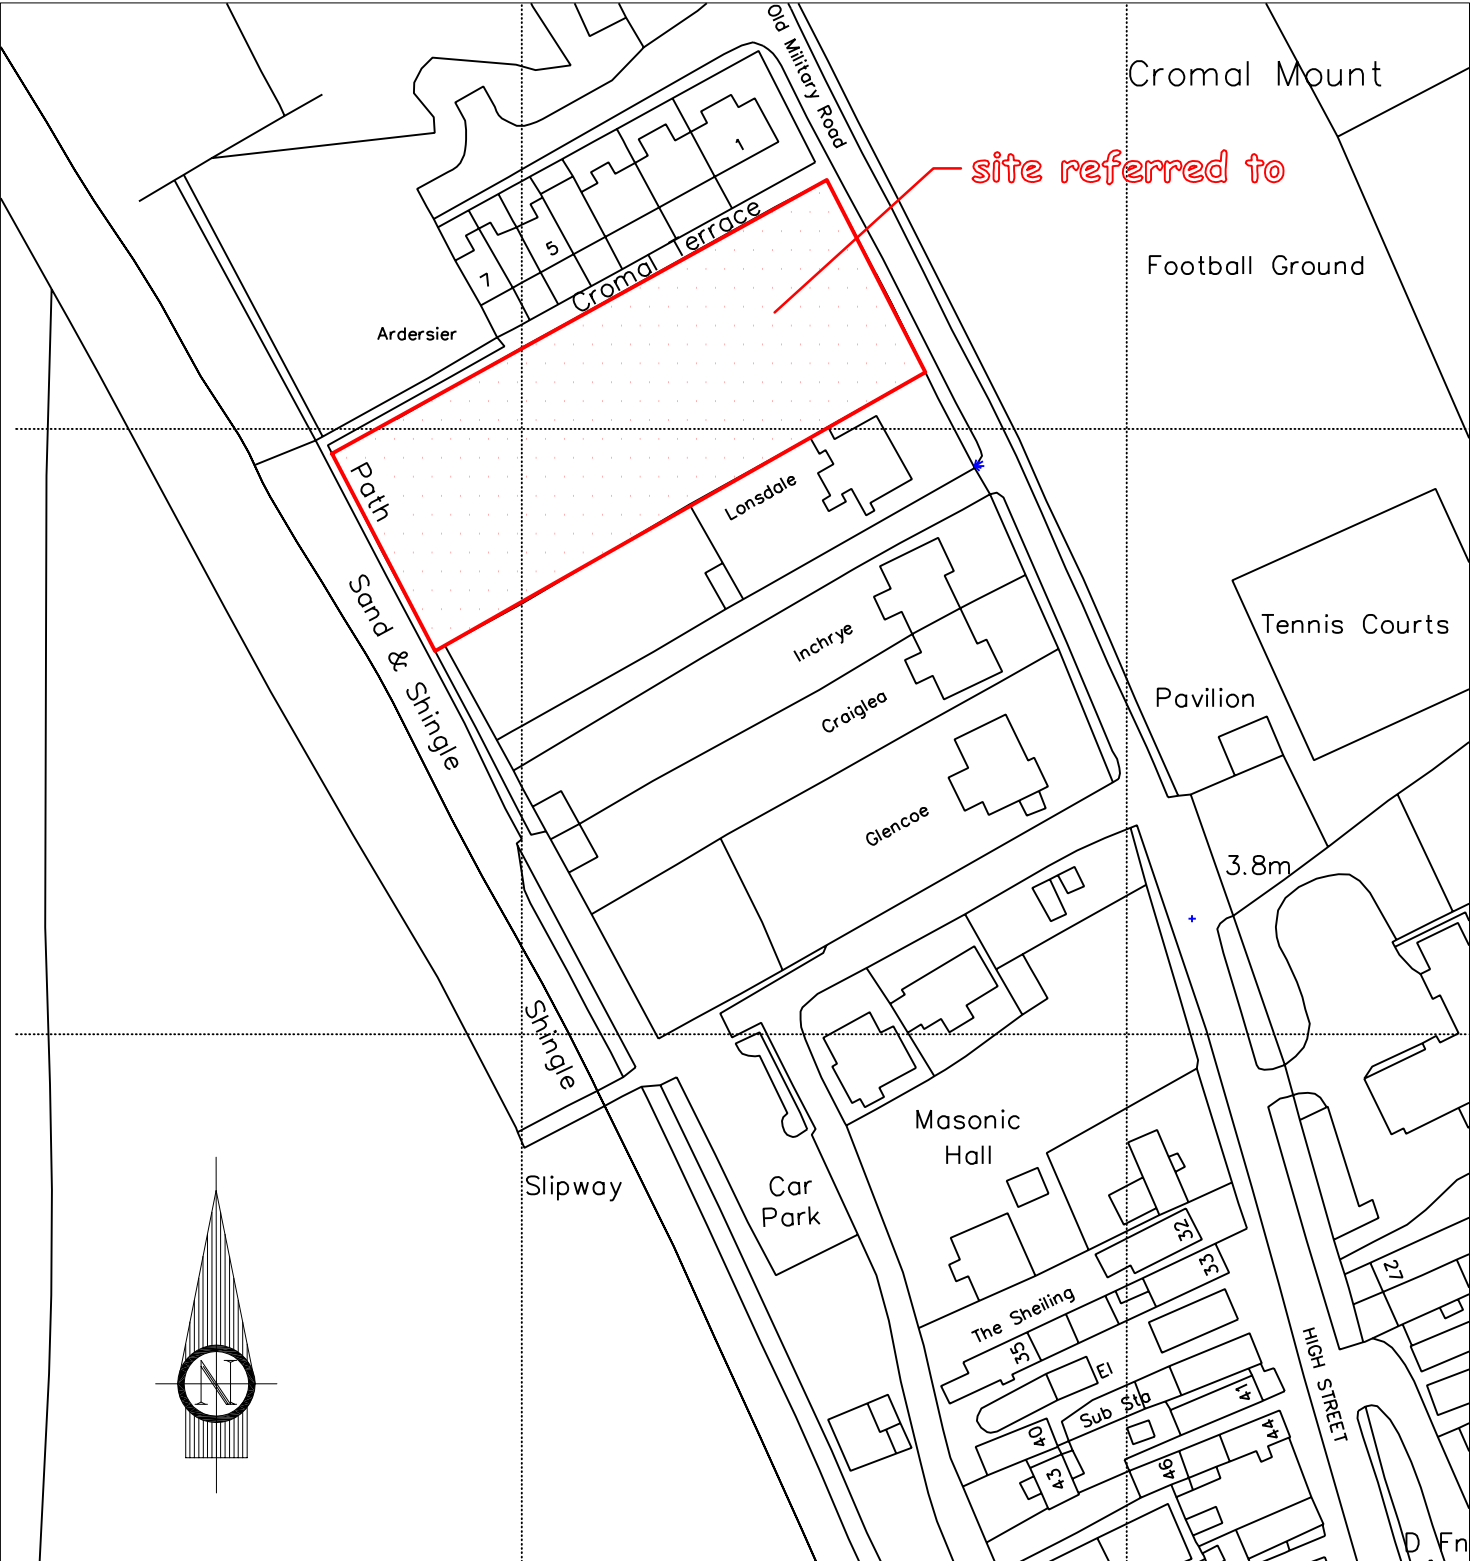 Old Military Road
Cromal Mount
site referred to
1
Cromal Terrace
5
7
Football Ground
Ardersier
Path
Lonsdale
Sand & Shingle
Inchrye
Tennis Courts
Craiglea
Pavilion
Glencoe
3.8m
Shingle
Masonic
Hall
Slipway
Car
Park
32
33
27
The Sheiling
35
El
Sub Sta
HIGH STREET
41
44
40
43
46
N
D Fn